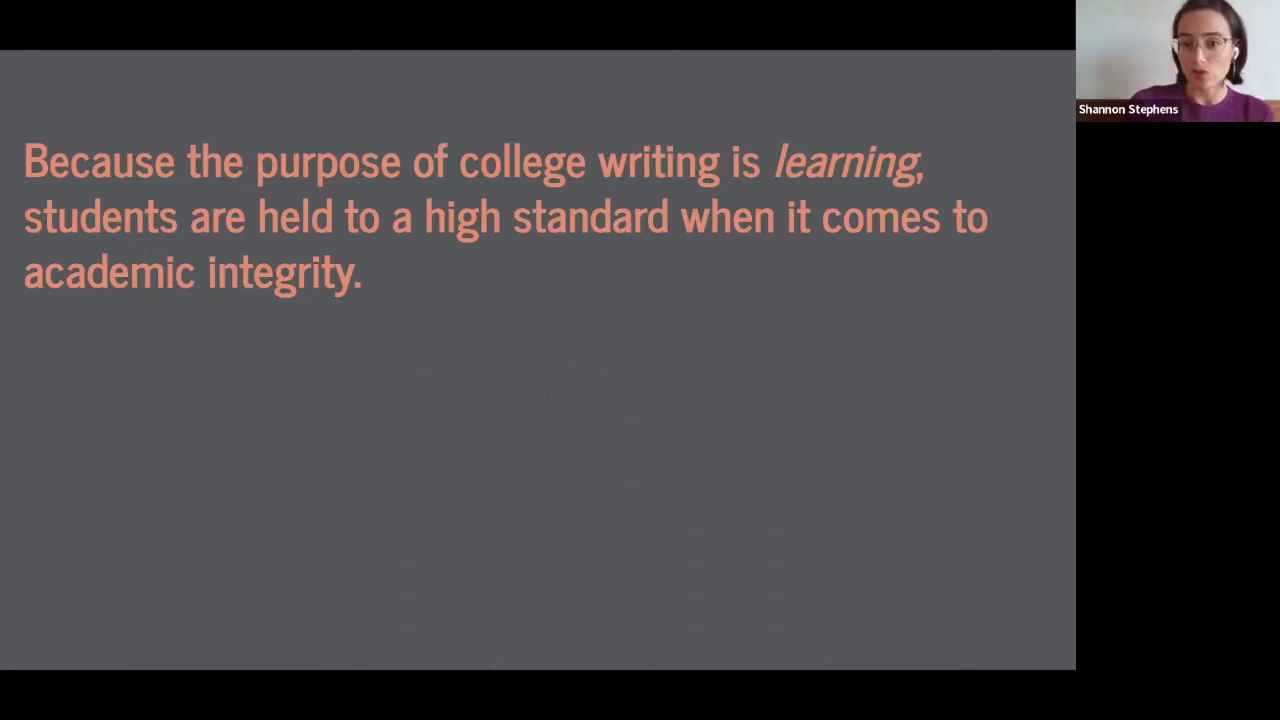 Because the purpose of college writing is learning,
students are held to a high standard when it comes to
academic integrity.
Shannon Stephens